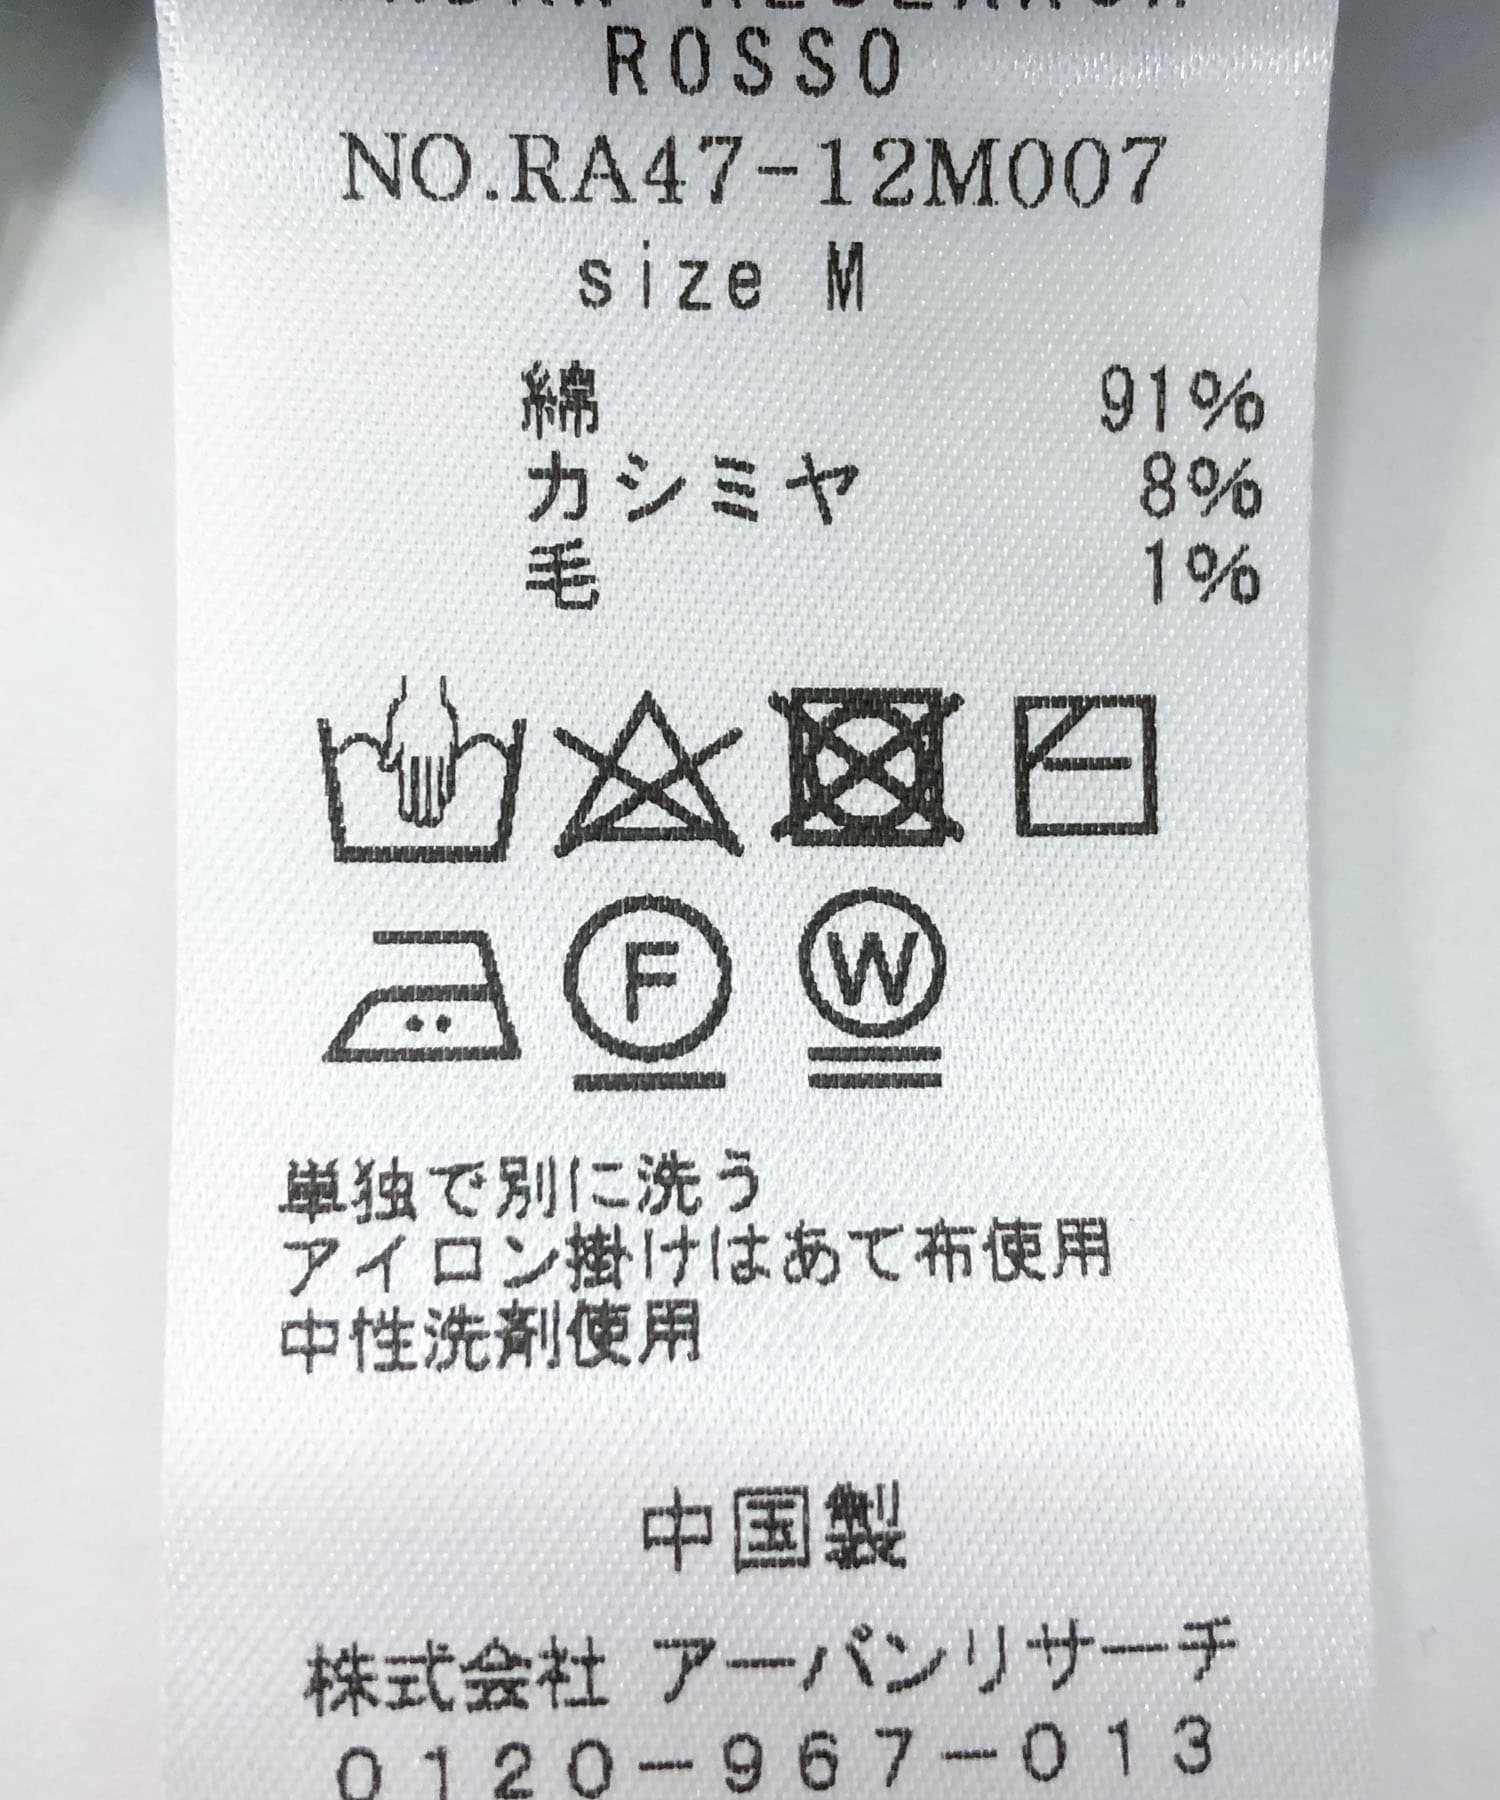 ROSSO
NO.RA47-12M007
size M
綿 91%
カシミヤ 8%
毛 1%
F W
単独で別に洗う
アイロン掛けはあて布使用
中性洗剤使用
中国製
株式会社 アーバンリサーチ
0120-967-013